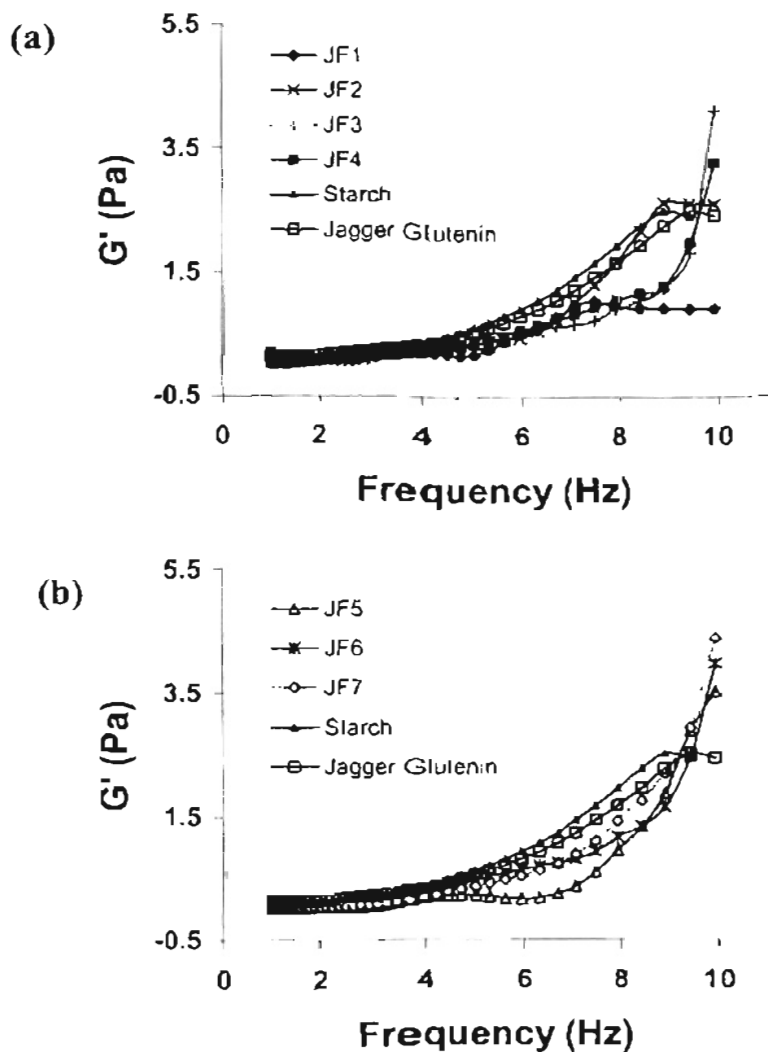 (a)
5.5
3.5
1.5
-0.5
G' (Pa)
JF1
JF2
JF3
JF4
Starch
Jagger Glutenin
0 2 4 6 8 10
Frequency (Hz)
(b)
5.5
3.5
1.5
-0.5
G' (Pa)
JF5
JF6
JF7
Starch
Jagger Glutenin
0 2 4 6 8 10
Frequency (Hz)